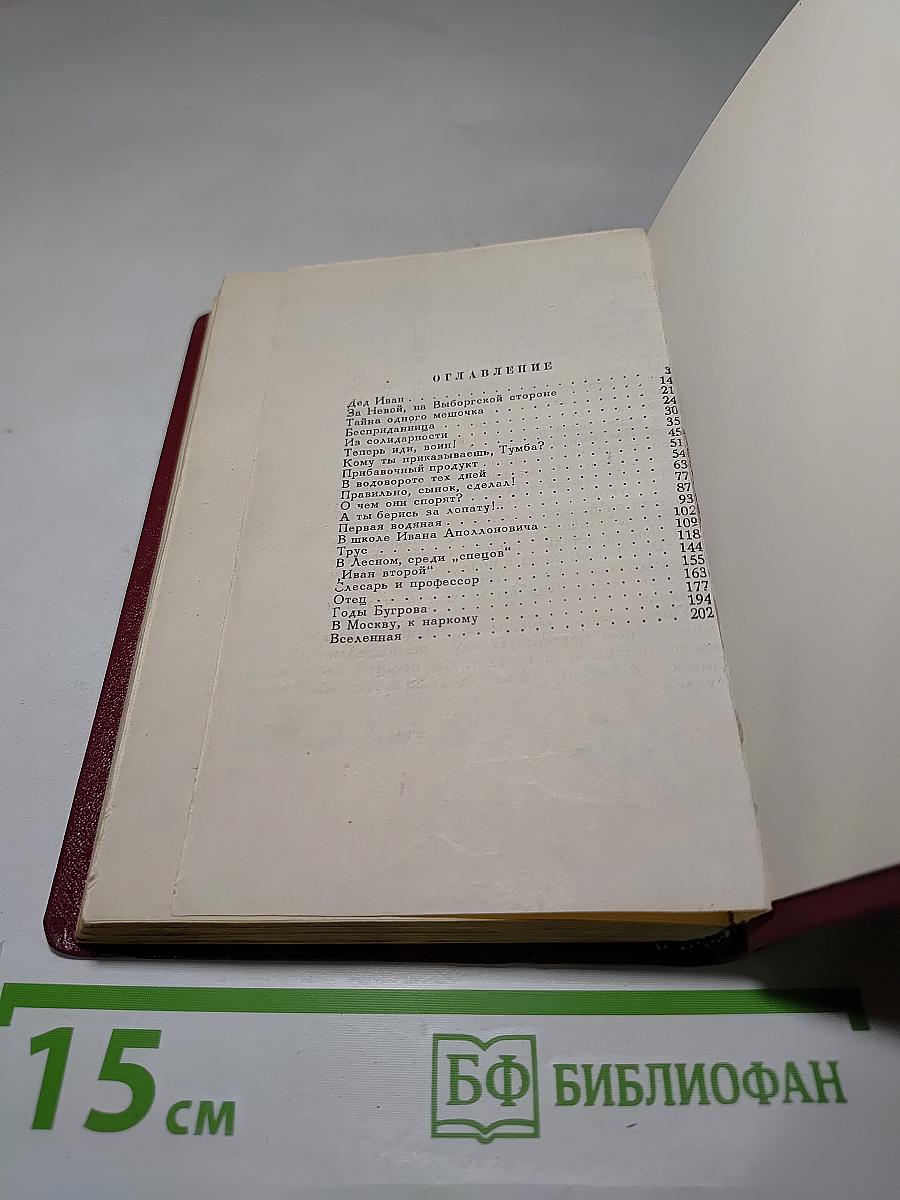 ОГЛАВЛЕНИЕ
Дед Иван . . . . . . . . . . 3
За Невой, на Выборгской стороне . . . . . . . . . . 14
Тайна одного мешочка . . . . . . . . . . 21
Бесприданница . . . . . . . . . . 24
Из солидарности . . . . . . . . . . 30
Теперь иди, воин! . . . . . . . . . . 35
Кому ты приказываешь, Тумба? . . . . . . . . . . 45
Прибавочный продукт . . . . . . . . . . 51
В водовороте тех дней . . . . . . . . . . 54
Правильно, сынок, сделал! . . . . . . . . . . 63
О чем они спорят? . . . . . . . . . . 77
А ты берись за лопату!.. . . . . . . . . . . 87
Первая водяная . . . . . . . . . . 93
В школе Ивана Аполлоновича . . . . . . . . . . 102
Трус . . . . . . . . . . 109
В Лесном, среди „спецов“ . . . . . . . . . . 118
„Иван второй“ . . . . . . . . . . 144
Слесарь и профессор . . . . . . . . . . 155
Отец . . . . . . . . . . 163
Годы Бугрова . . . . . . . . . . 177
В Москву, к наркому . . . . . . . . . . 194
Вселенная . . . . . . . . . . 202
15 см
БФ БИБЛИОФАН